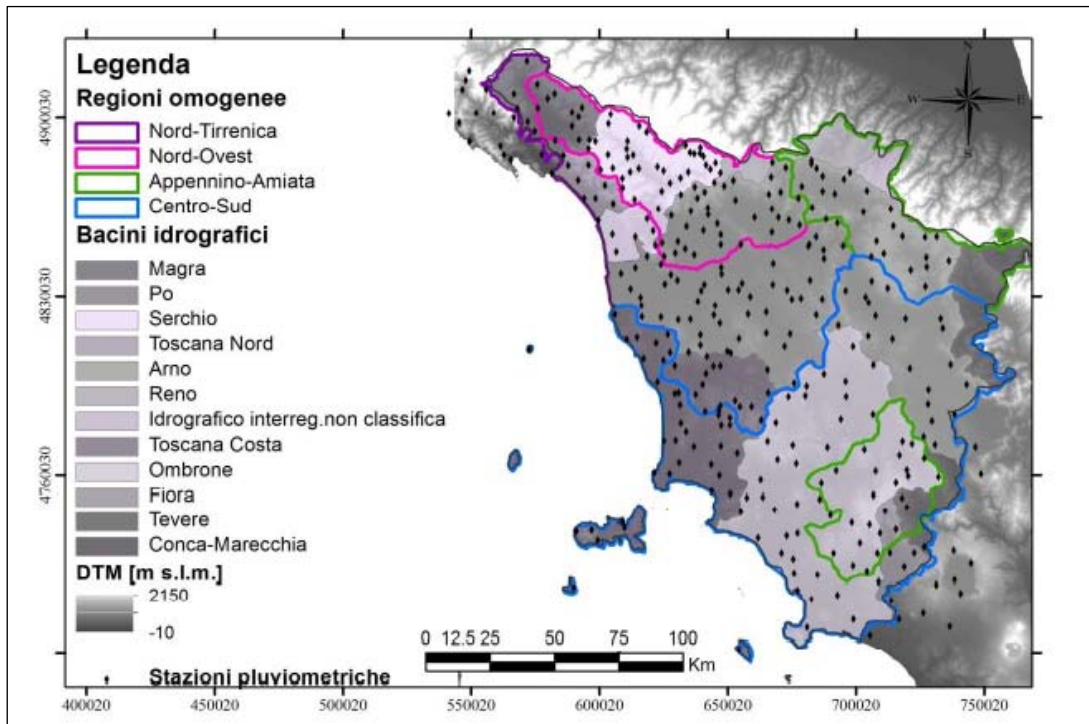 Legenda
Regioni omogenee
Nord-Tirrenica
Nord-Ovest
Appennino-Amiata
Centro-Sud
Bacini idrografici
Magra
Po
Serchio
Toscana Nord
Arno
Reno
Idrografico interreg.non classifica
Toscana Costa
Ombrone
Fiora
Tevere
Conca-Marecchia
DTM [m s.l.m.]
2150
-10
Stazioni pluviometriche
N
W
E
S
4900030
4830030
4760030
0 12.5 25 50 75 100
Km
400020 450020 500020 550020 600020 650020 700020 750020